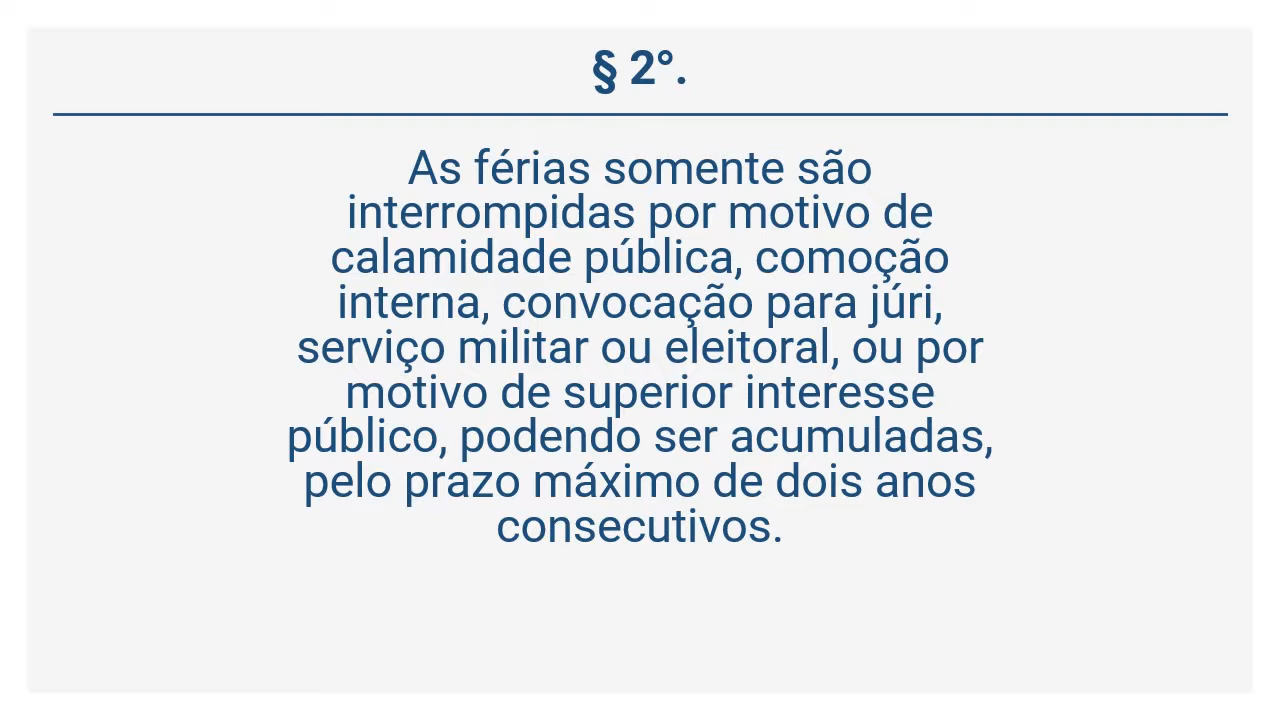 § 2°.
As férias somente são
interrompidas por motivo de
calamidade pública, comoção
interna, convocação para júri,
serviço militar ou eleitoral, ou por
motivo de superior interesse
público, podendo ser acumuladas,
pelo prazo máximo de dois anos
consecutivos.